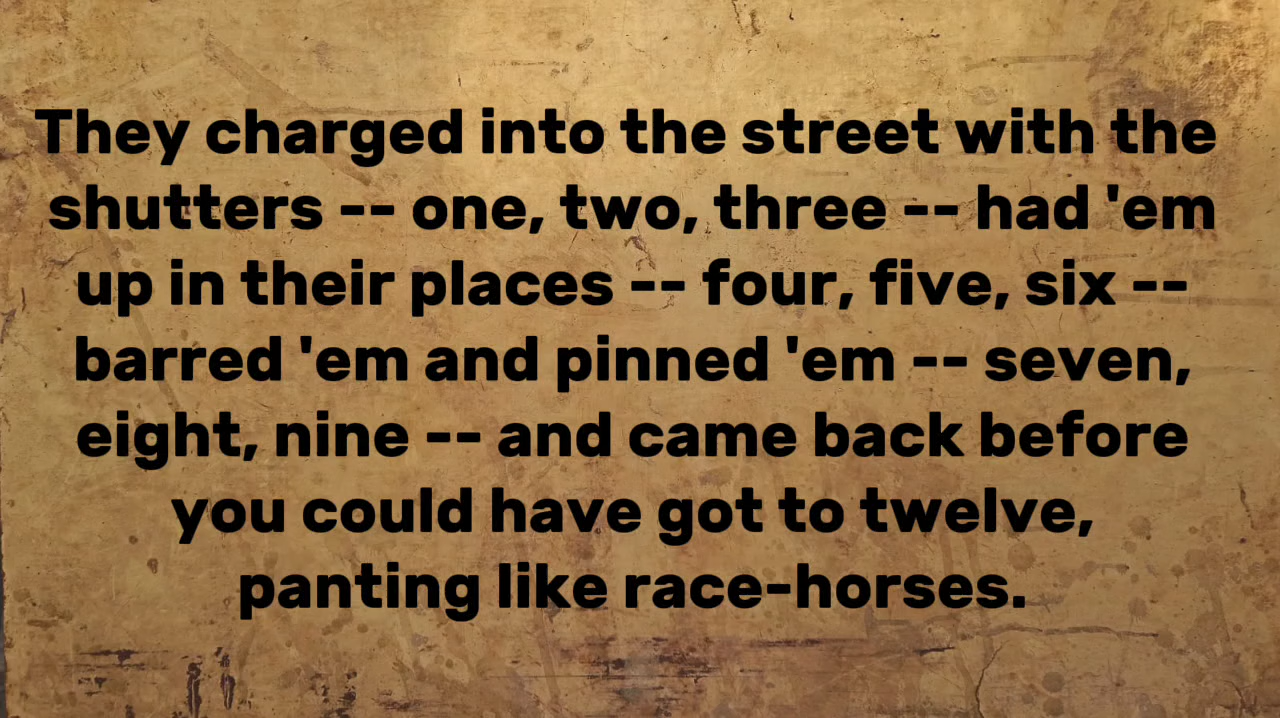 They charged into the street with the
shutters -- one, two, three -- had 'em
up in their places -- four, five, six --
barred 'em and pinned 'em -- seven,
eight, nine -- and came back before
you could have got to twelve,
panting like race-horses.